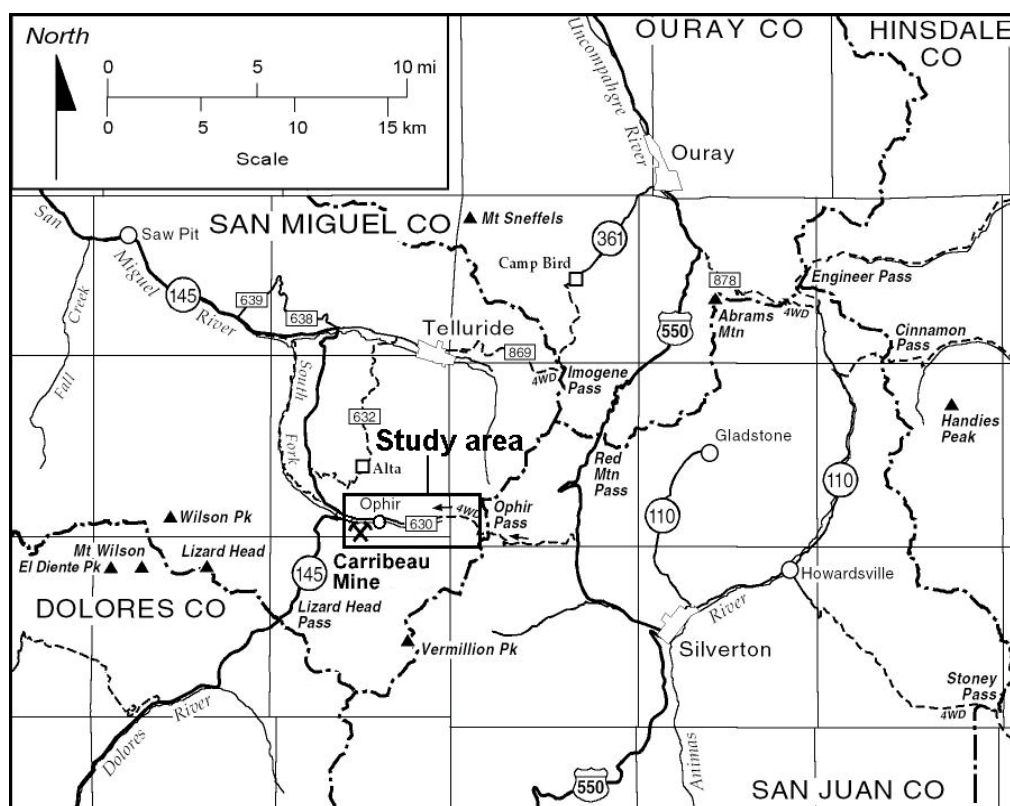 North
0 5 10 mi
0 5 10 15 km
Scale
OURAY CO
HINSDALE
CO
Uncompahgre
River
Ouray
San
Miguel
River
Saw Pit
SAN MIGUEL CO
Mt Sneffels
361
Camp Bird
145
639
638
Telluride
869
4WD
Imogene
Pass
550
878
4WD
Abrams
Mtn
Engineer Pass
Cinnamon
Pass
Handies
Peak
Fall
Creek
South
Fork
632
Study area
Alta
Ophir
4WD
630
Ophir
Pass
Red
Mtn
Pass
Gladstone
110
110
Wilson Pk
Mt Wilson
El Diente Pk
Lizard Head
Carribeau
Mine
145
Lizard Head
Pass
DOLORES CO
Vermillion Pk
Howardsville
River
Silverton
Stoney
Pass
4WD
Dolores
River
550
Animas
SAN JUAN CO